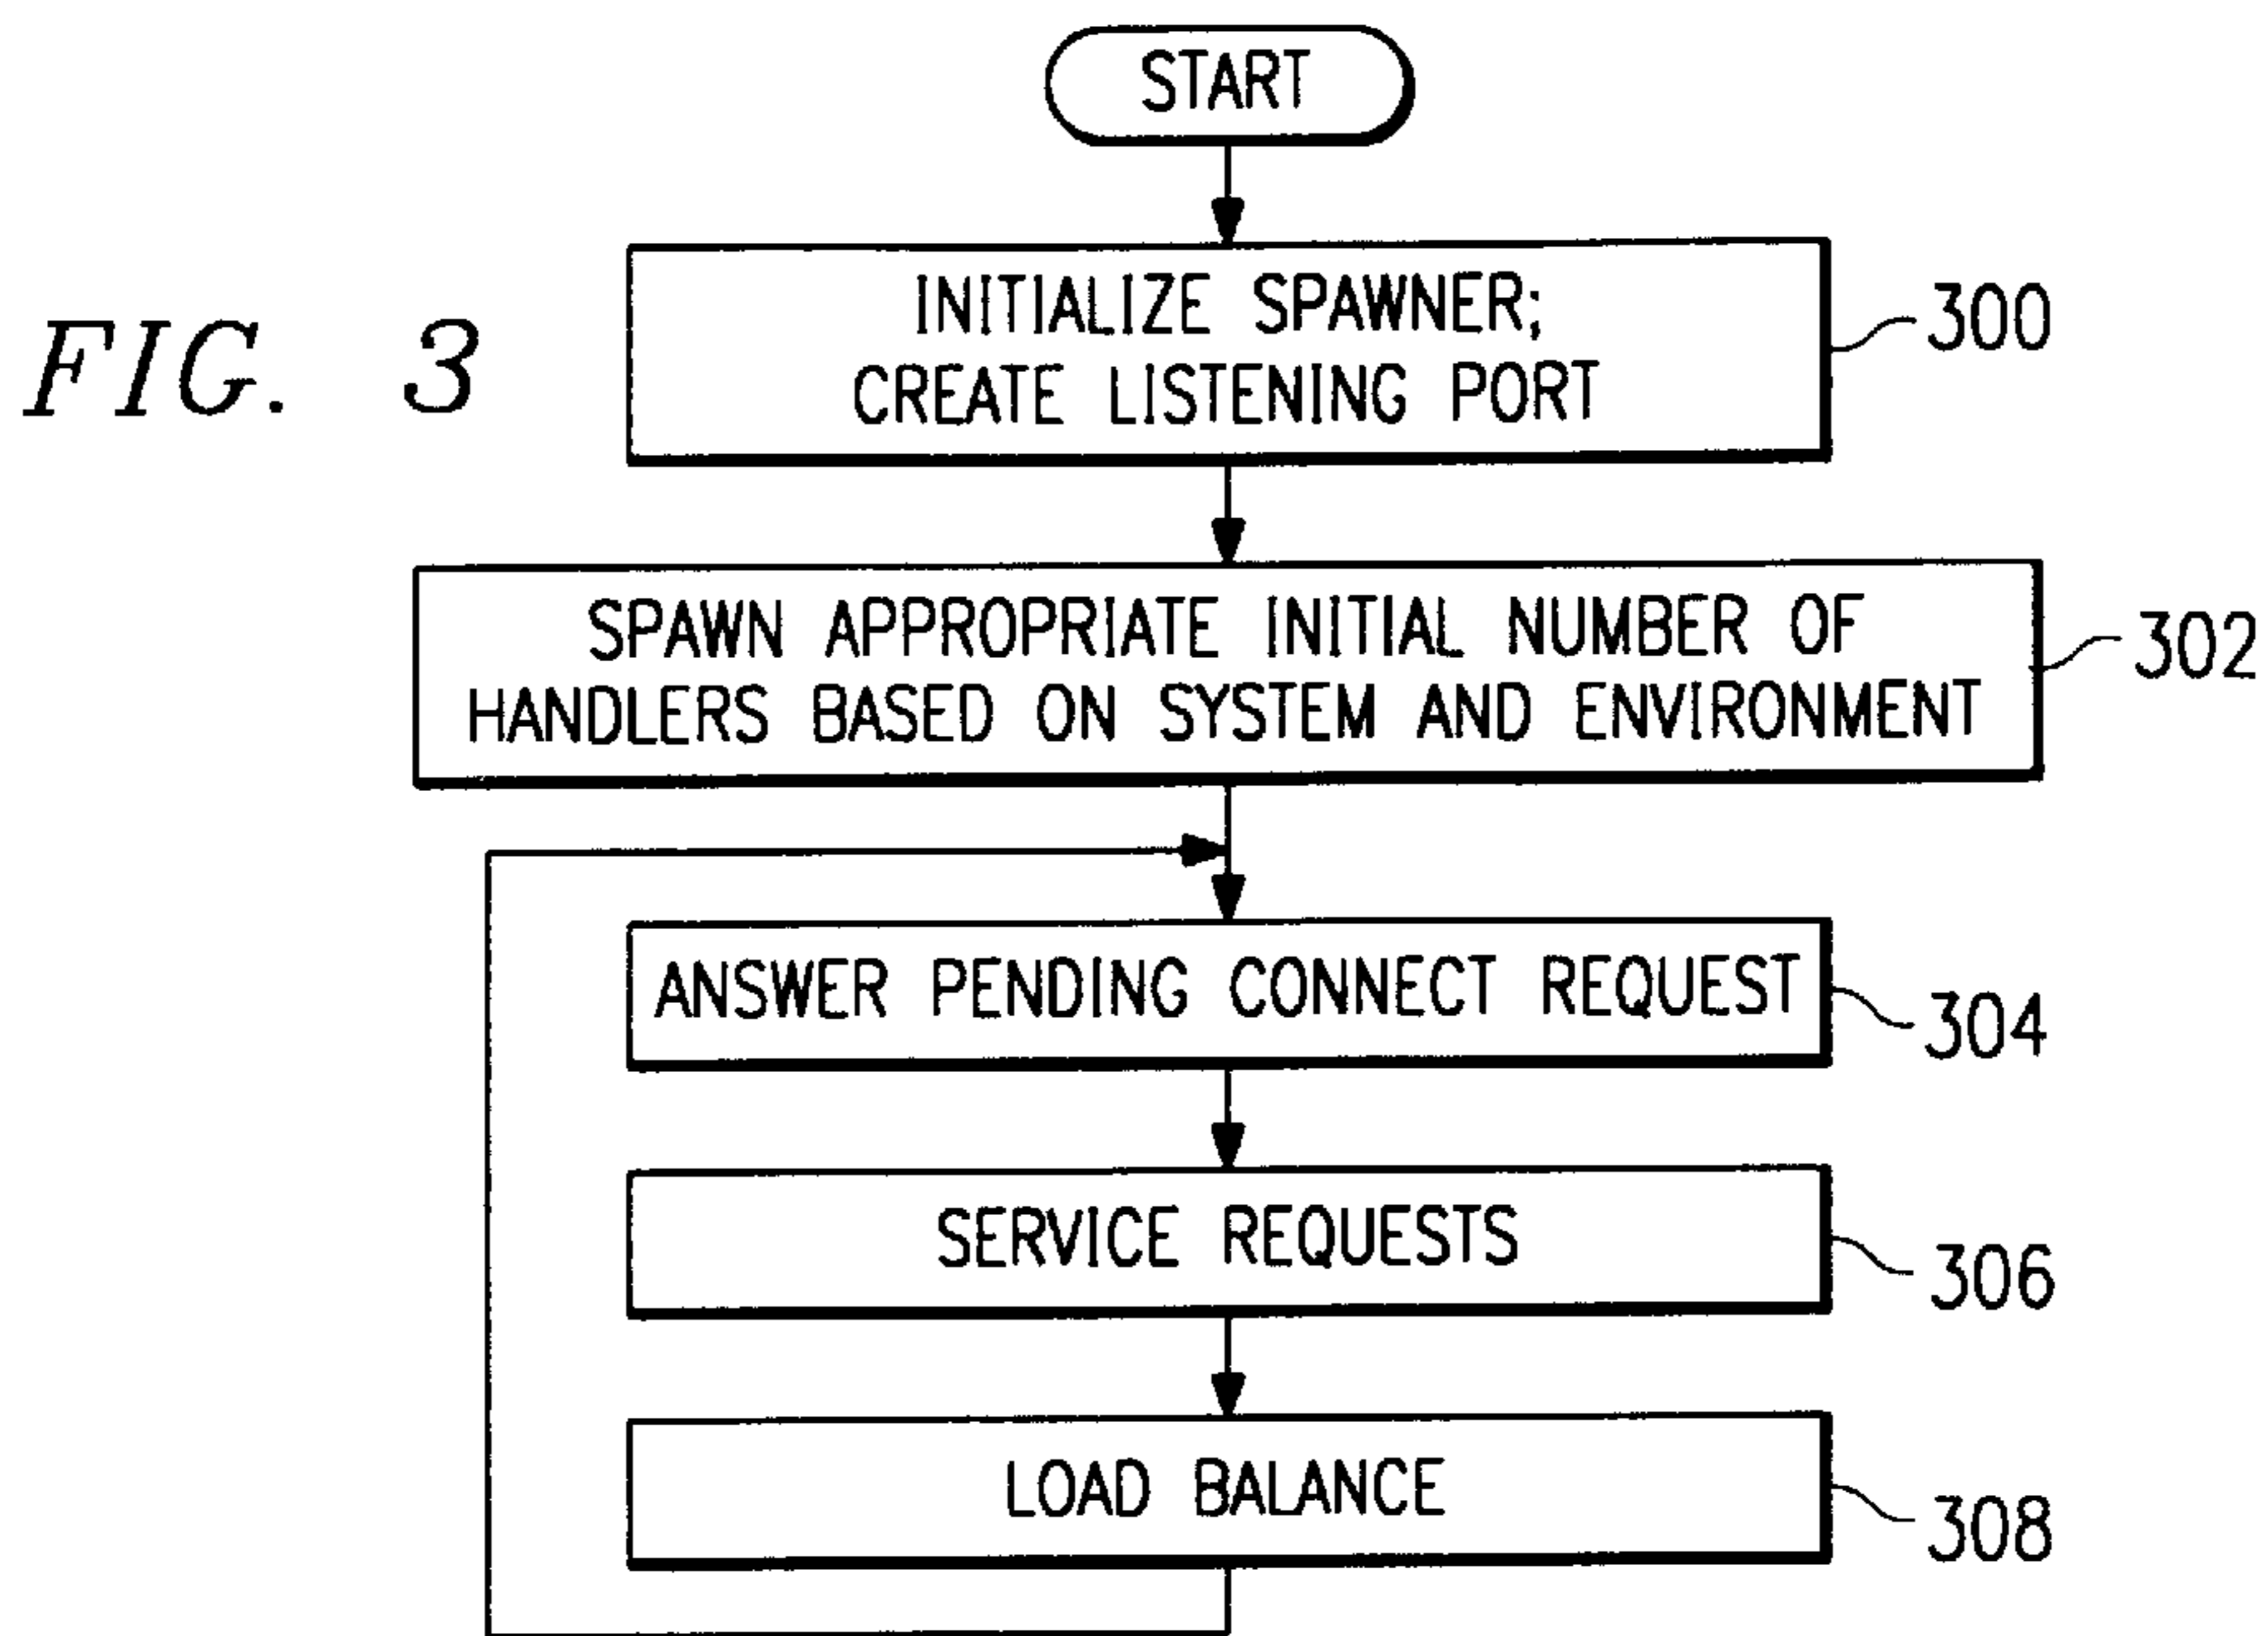 START
FIG. 3
INITIALIZE SPAWNER;
CREATE LISTENING PORT
300
SPAWN APPROPRIATE INITIAL NUMBER OF
HANDLERS BASED ON SYSTEM AND ENVIRONMENT
302
ANSWER PENDING CONNECT REQUEST
304
SERVICE REQUESTS
306
LOAD BALANCE
308